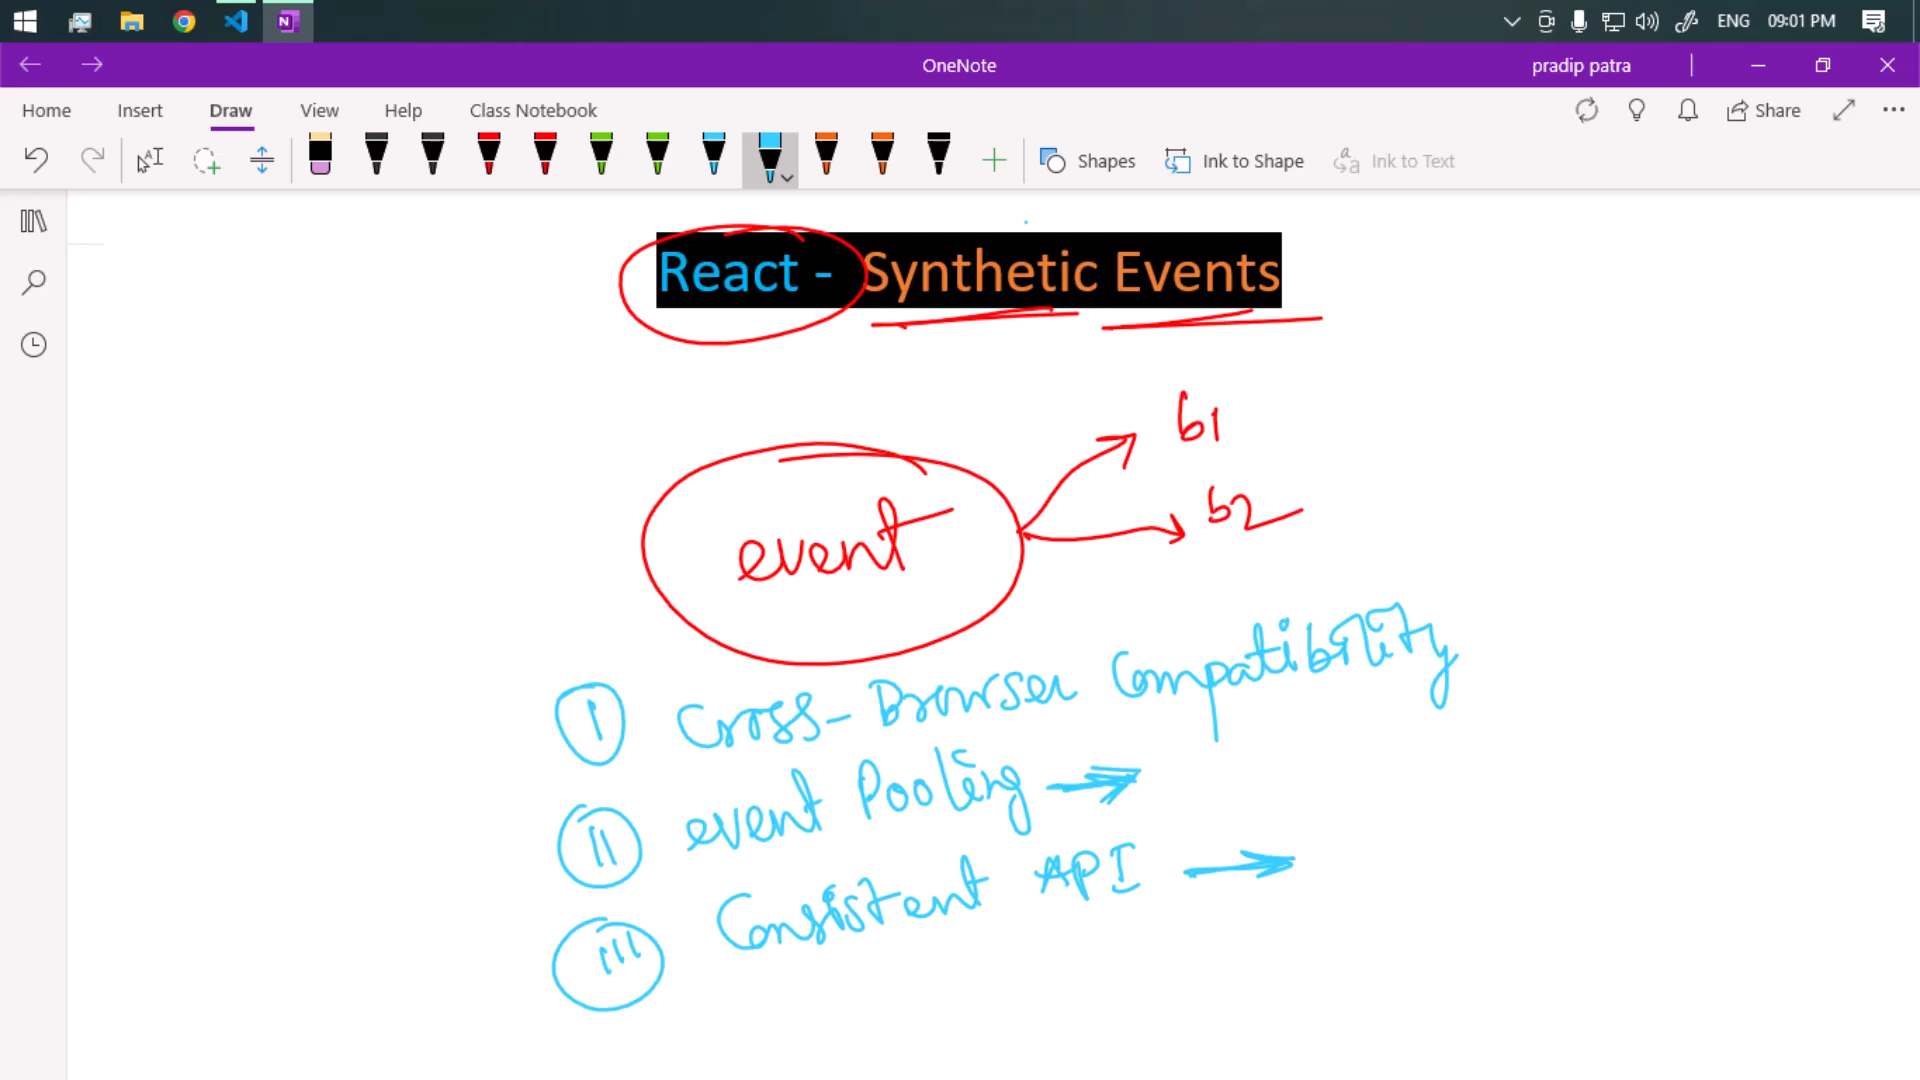 ENG 09:01 PM
OneNote
pradip patra
Home Insert Draw View Help Class Notebook
Share
Shapes Ink to Shape Ink to Text
React - Synthetic Events
b1
event
b2
I Cross-Browser Compatibility
II event Pooling
III Consistent API